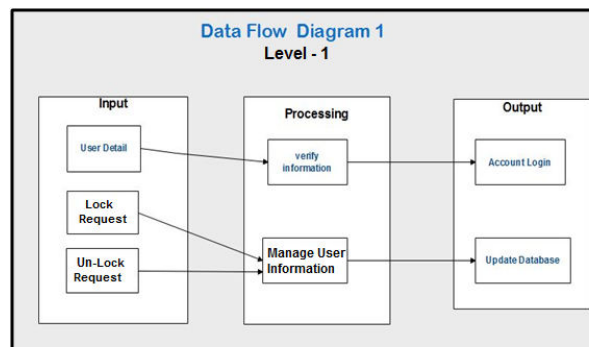 Data Flow Diagram 1
Level - 1
Input
User Detail
Lock
Request
Un-Lock
Request
Processing
verify
information
Manage User
Information
Output
Account Login
Update Database